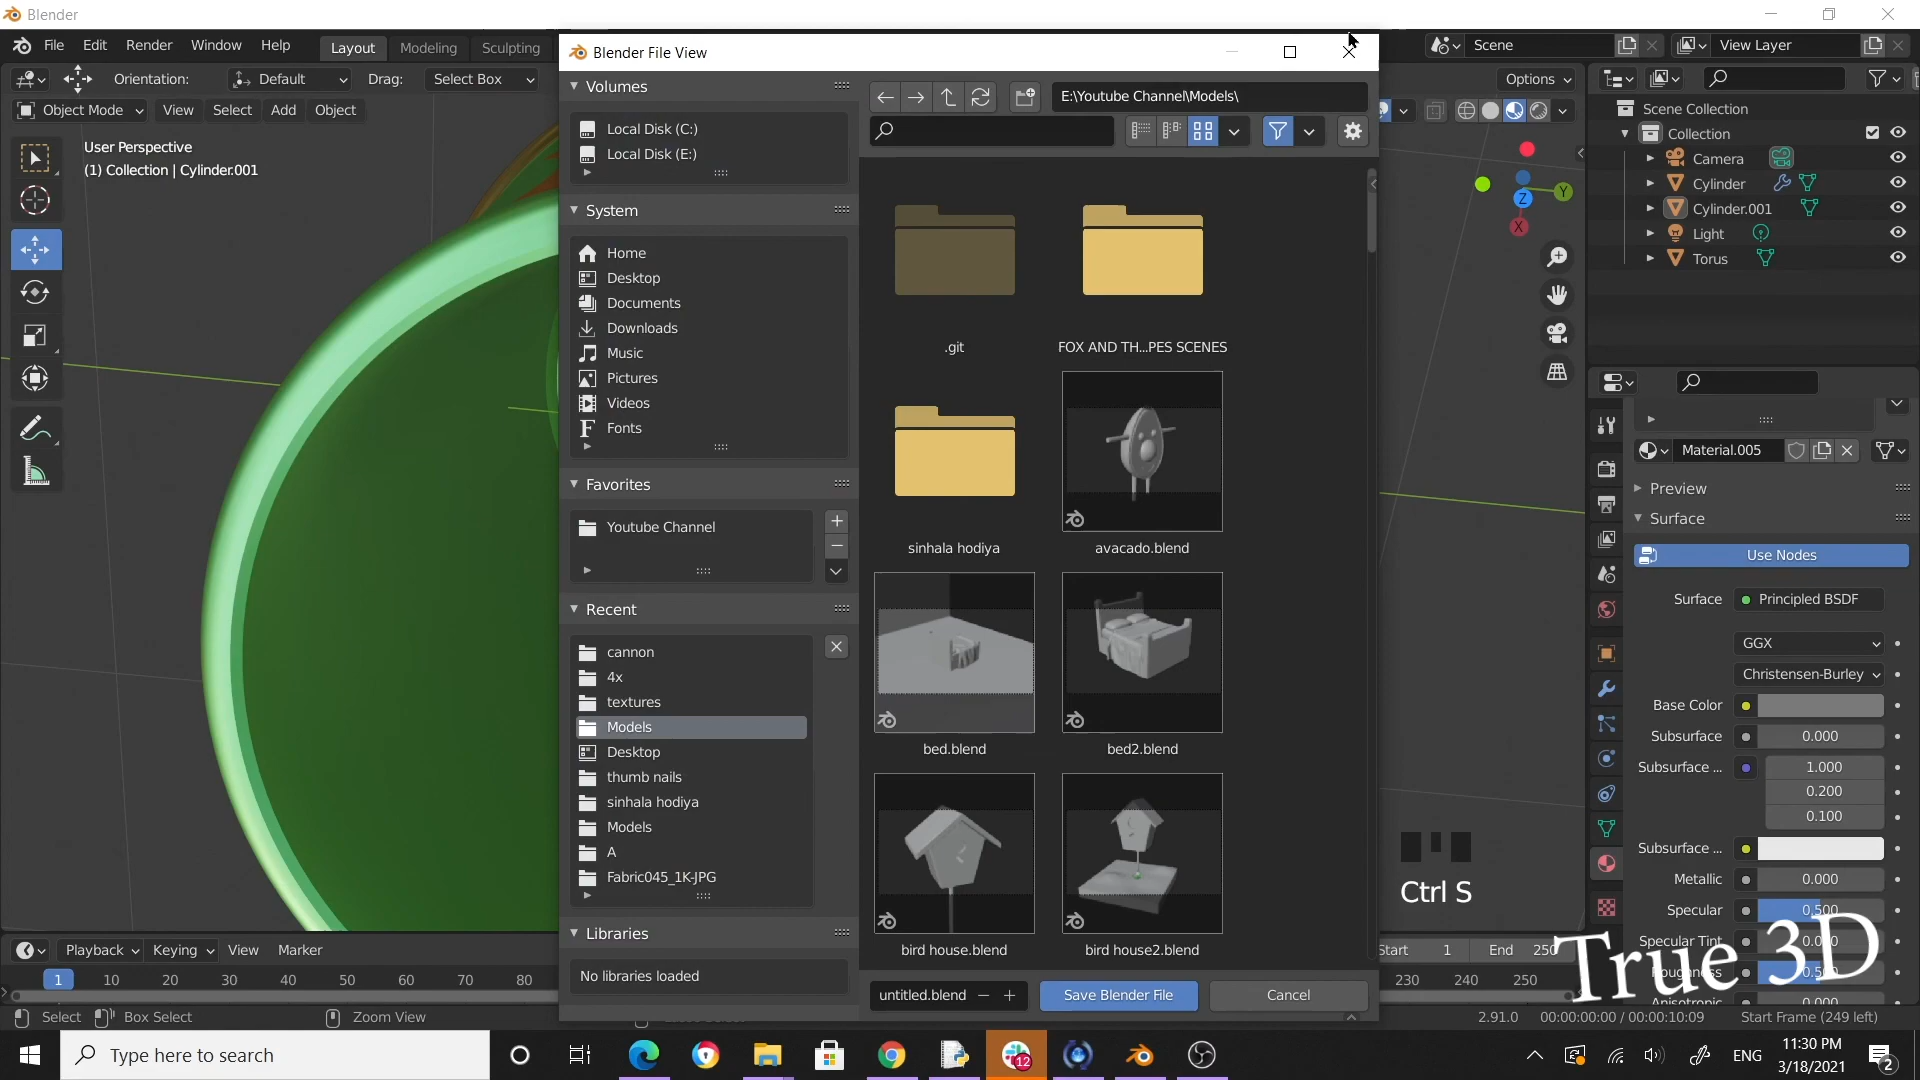 Blender
File Edit Render Window Help Layout Modeling Sculpting
Blender File View
Scene
View Layer
Orientation: Default Drag: Select Box
Options
Object Mode View Select Add Object
User Perspective
(1) Collection | Cylinder.001
Volumes
Local Disk (C:)
Local Disk (E:)
System
Home
Desktop
Documents
Downloads
Music
Pictures
Videos
Fonts
Favorites
Youtube Channel
Recent
cannon
4x
textures
Models
Desktop
thumb nails
sinhala hodiya
Models
A
Fabric045_1K-JPG
Libraries
No libraries loaded
E:\Youtube Channel\Models\
.git
FOX AND TH...PES SCENES
sinhala hodiya
avacado.blend
bed.blend
bed2.blend
bird house.blend
bird house2.blend
untitled.blend
Save Blender File
Cancel
Y
Z
X
Ctrl S
Scene Collection
Collection
Camera
Cylinder
Cylinder.001
Light
Torus
Material.005
Preview
Surface
Use Nodes
Surface Principled BSDF
GGX
Christensen-Burley
Base Color
Subsurface 0.000
Subsurface ... 1.000
0.200
0.100
Subsurface ...
Metallic 0.000
Specular 0.500
Specular Tint
Roughness
Anisotropic 0.000
True 3D
Playback Keying View Marker
Start 1 End 250
1 10 20 30 40 50 60 70 80 230 240 250
Select Box Select Zoom View
2.91.0 00:00:00:00 / 00:00:10:09 Start Frame (249 left)
Type here to search
12
ENG
11:30 PM
3/18/2021
2